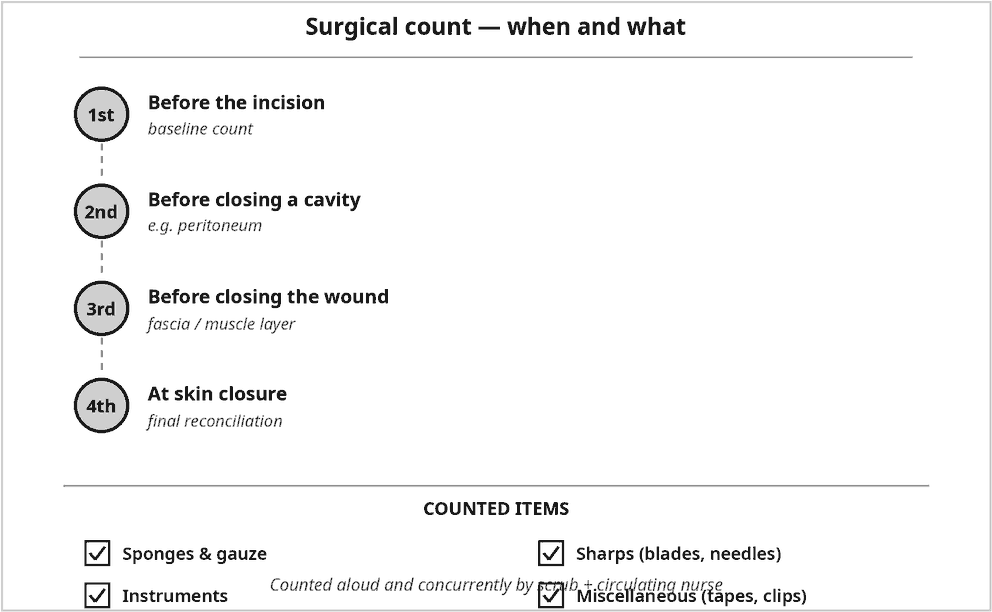 Surgical count — when and what
1st
Before the incision
baseline count
2nd
Before closing a cavity
e.g. peritoneum
3rd
Before closing the wound
fascia / muscle layer
4th
At skin closure
final reconciliation
COUNTED ITEMS
Sponges & gauze
Sharps (blades, needles)
Counted aloud and concurrently by scrub + circulating nurse
Instruments
Miscellaneous (tapes, clips)